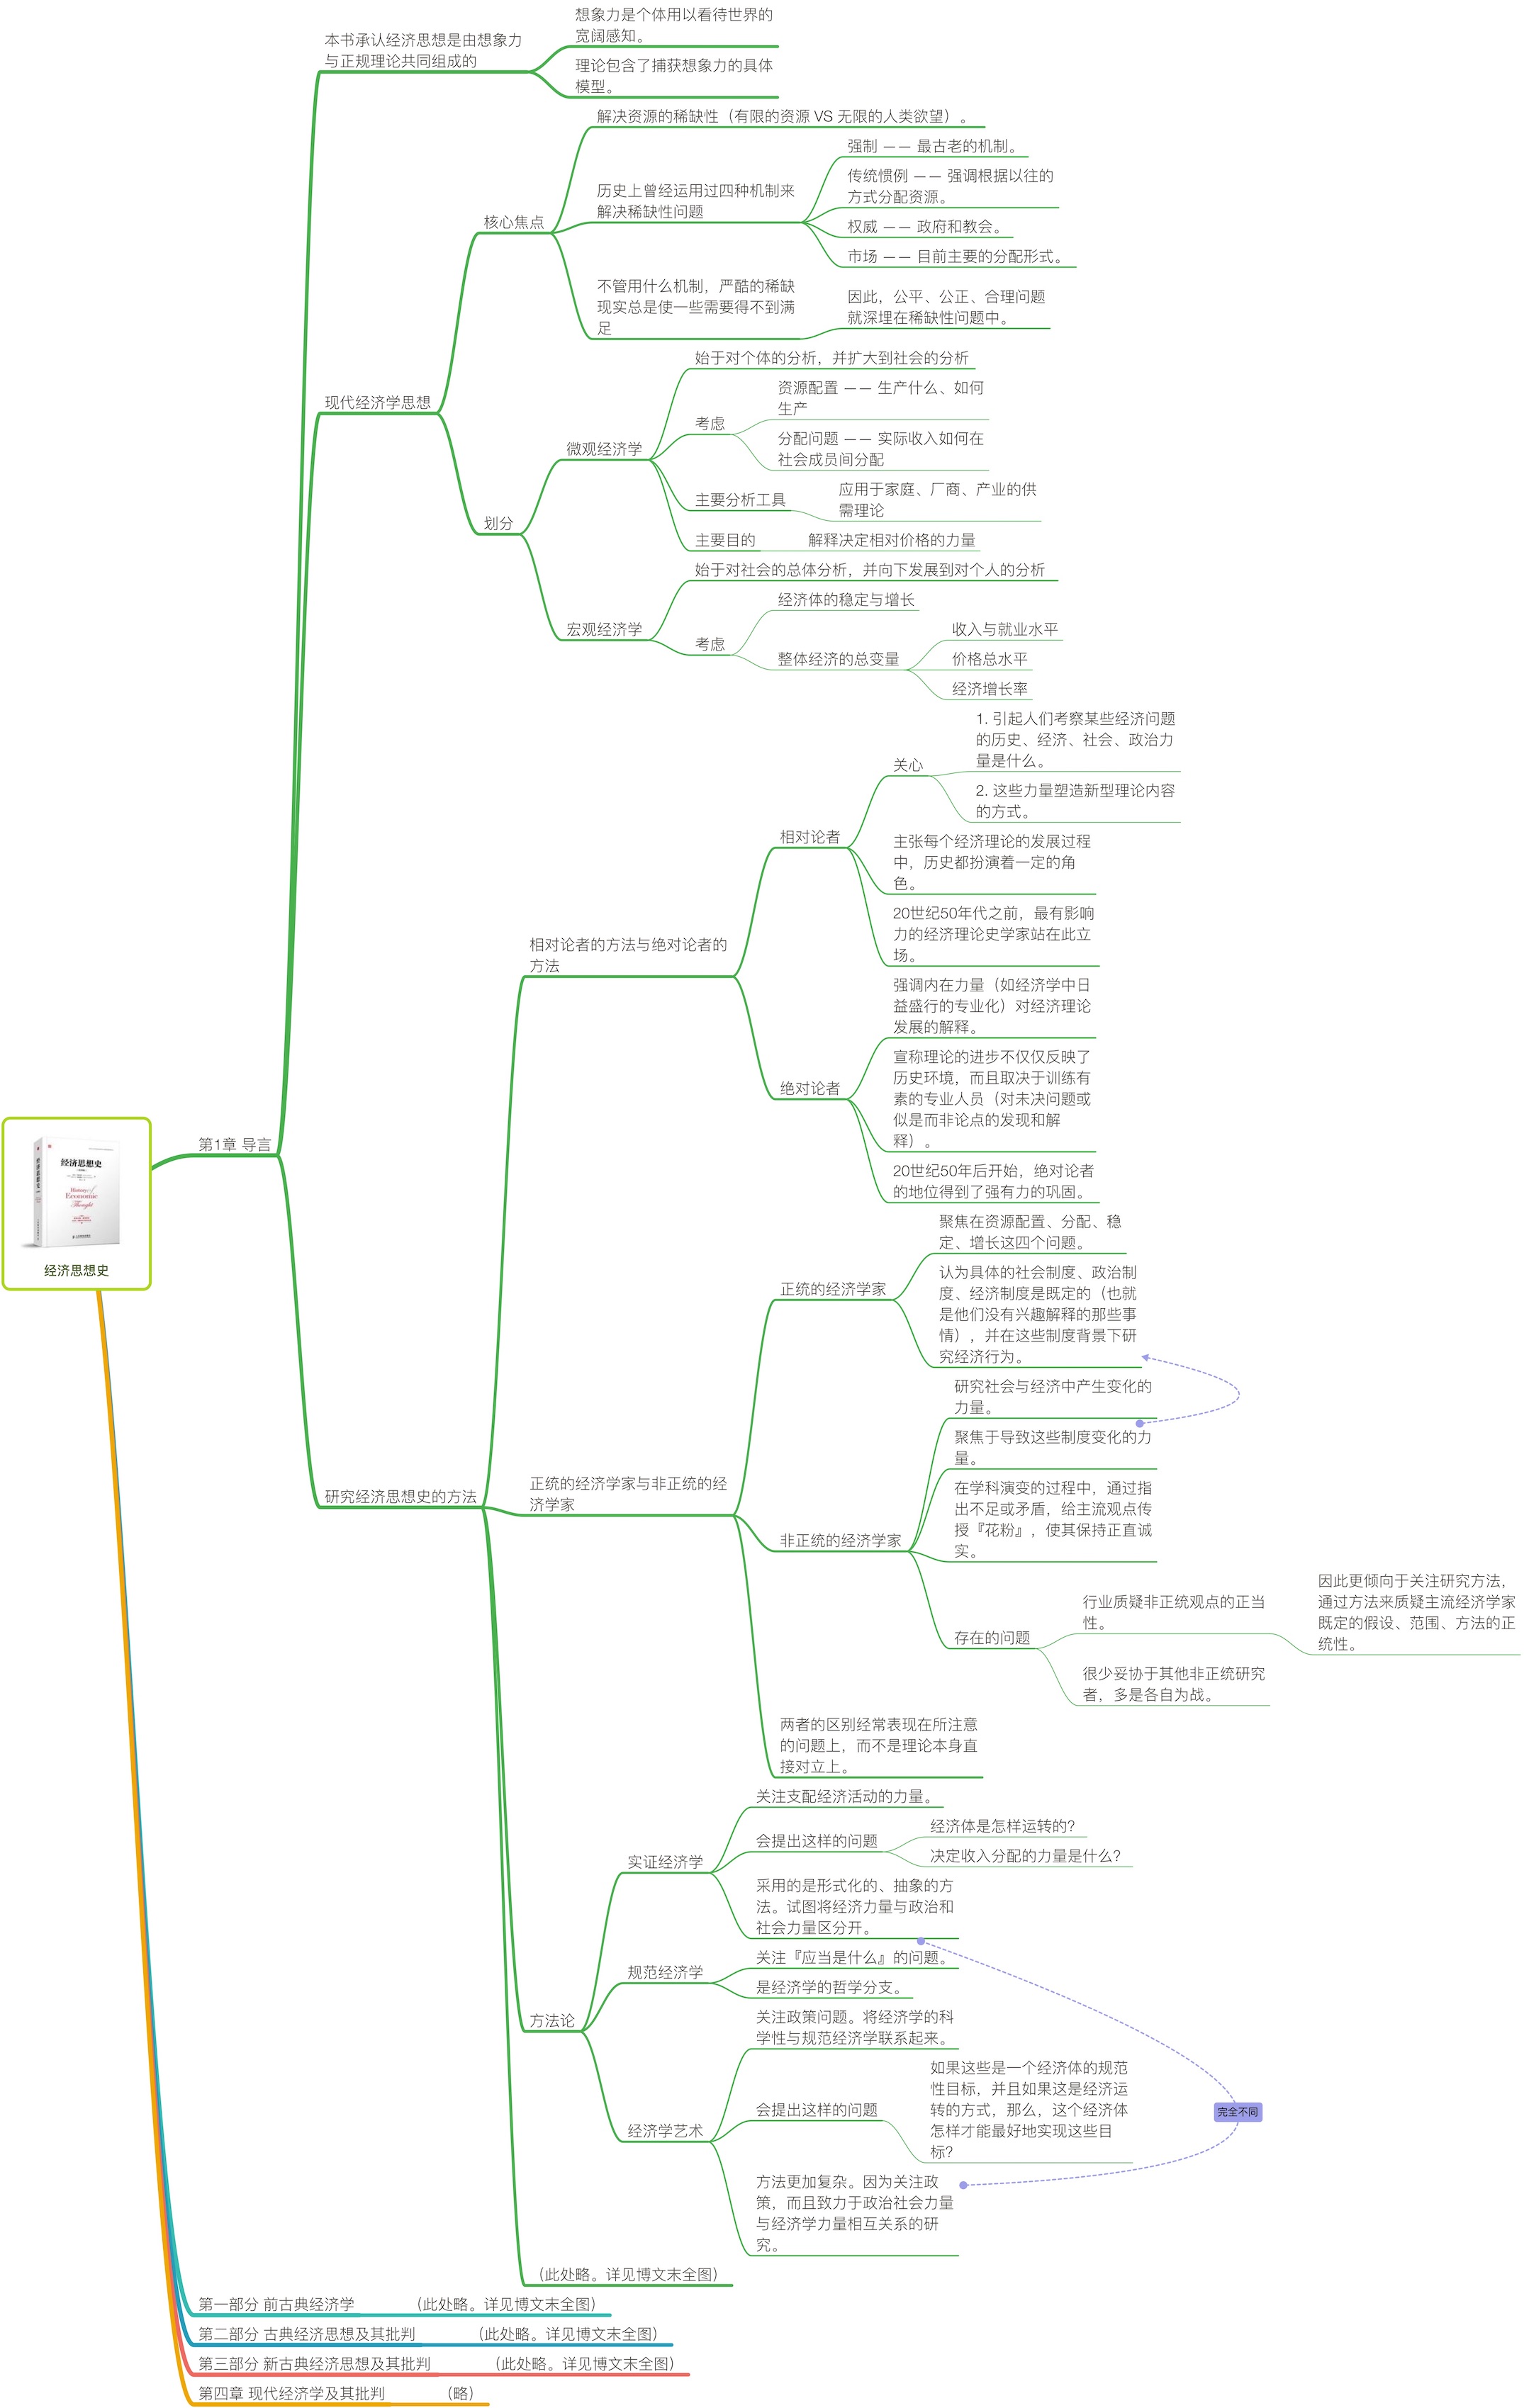 想象力是个体用以看待世界的
宽阔感知。
本书承认经济思想是由想象力
与正规理论共同组成的
理论包含了捕获想象力的具体
模型。
解决资源的稀缺性（有限的资源 VS 无限的人类欲望）。
强制 —— 最古老的机制。
传统惯例 —— 强调根据以往的
方式分配资源。
历史上曾经运用过四种机制来
解决稀缺性问题
核心焦点
权威 —— 政府和教会。
市场 —— 目前主要的分配形式。
不管用什么机制，严酷的稀缺
现实总是使一些需要得不到满
足
因此，公平、公正、合理问题
就深埋在稀缺性问题中。
始于对个体的分析，并扩大到社会的分析
现代经济学思想
资源配置 —— 生产什么、如何
生产
考虑
分配问题 —— 实际收入如何在
社会成员间分配
微观经济学
主要分析工具
应用于家庭、厂商、产业的供
需理论
划分
主要目的
解释决定相对价格的力量
始于对社会的总体分析，并向下发展到对个人的分析
经济体的稳定与增长
宏观经济学
考虑
收入与就业水平
整体经济的总变量
价格总水平
经济增长率
1. 引起人们考察某些经济问题
的历史、经济、社会、政治力
量是什么。
关心
2. 这些力量塑造新型理论内容
的方式。
相对论者
主张每个经济理论的发展过程
中，历史都扮演着一定的角
色。
20世纪50年代之前，最有影响
力的经济理论史学家站在此立
场。
相对论者的方法与绝对论者的
方法
强调内在力量（如经济学中日
益盛行的专业化）对经济理论
发展的解释。
宣称理论的进步不仅仅反映了
历史环境，而且取决于训练有
素的专业人员（对未决问题或
似是而非论点的发现和解
释）。
绝对论者
20世纪50年后开始，绝对论者
的地位得到了强有力的巩固。
第1章 导言
经济思想史
History of
Economic
Thought
经济思想史
聚焦在资源配置、分配、稳
定、增长这四个问题。
正统的经济学家
认为具体的社会制度、政治制
度、经济制度是既定的（也就
是他们没有兴趣解释的那些事
情），并在这些制度背景下研
究经济行为。
研究社会与经济中产生变化的
力量。
聚焦于导致这些制度变化的力
量。
正统的经济学家与非正统的经
济学家
研究经济思想史的方法
在学科演变的过程中，通过指
出不足或矛盾，给主流观点传
授『花粉』，使其保持正直诚
实。
非正统的经济学家
因此更倾向于关注研究方法，
通过方法来质疑主流经济学家
既定的假设、范围、方法的正
统性。
行业质疑非正统观点的正当
性。
存在的问题
很少妥协于其他非正统研究
者，多是各自为战。
两者的区别经常表现在所注意
的问题上，而不是理论本身直
接对立上。
关注支配经济活动的力量。
经济体是怎样运转的？
会提出这样的问题
决定收入分配的力量是什么？
实证经济学
采用的是形式化的、抽象的方
法。试图将经济力量与政治和
社会力量区分开。
关注『应当是什么』的问题。
规范经济学
是经济学的哲学分支。
方法论
关注政策问题。将经济学的科
学性与规范经济学联系起来。
如果这些是一个经济体的规范
性目标，并且如果这是经济运
转的方式，那么，这个经济体
怎样才能最好地实现这些目
标？
会提出这样的问题
完全不同
经济学艺术
方法更加复杂。因为关注政
策，而且致力于政治社会力量
与经济学力量相互关系的研
究。
（此处略。详见博文末全图）
第一部分 前古典经济学
（此处略。详见博文末全图）
第二部分 古典经济思想及其批判
（此处略。详见博文末全图）
第三部分 新古典经济思想及其批判
（此处略。详见博文末全图）
第四章 现代经济学及其批判
（略）